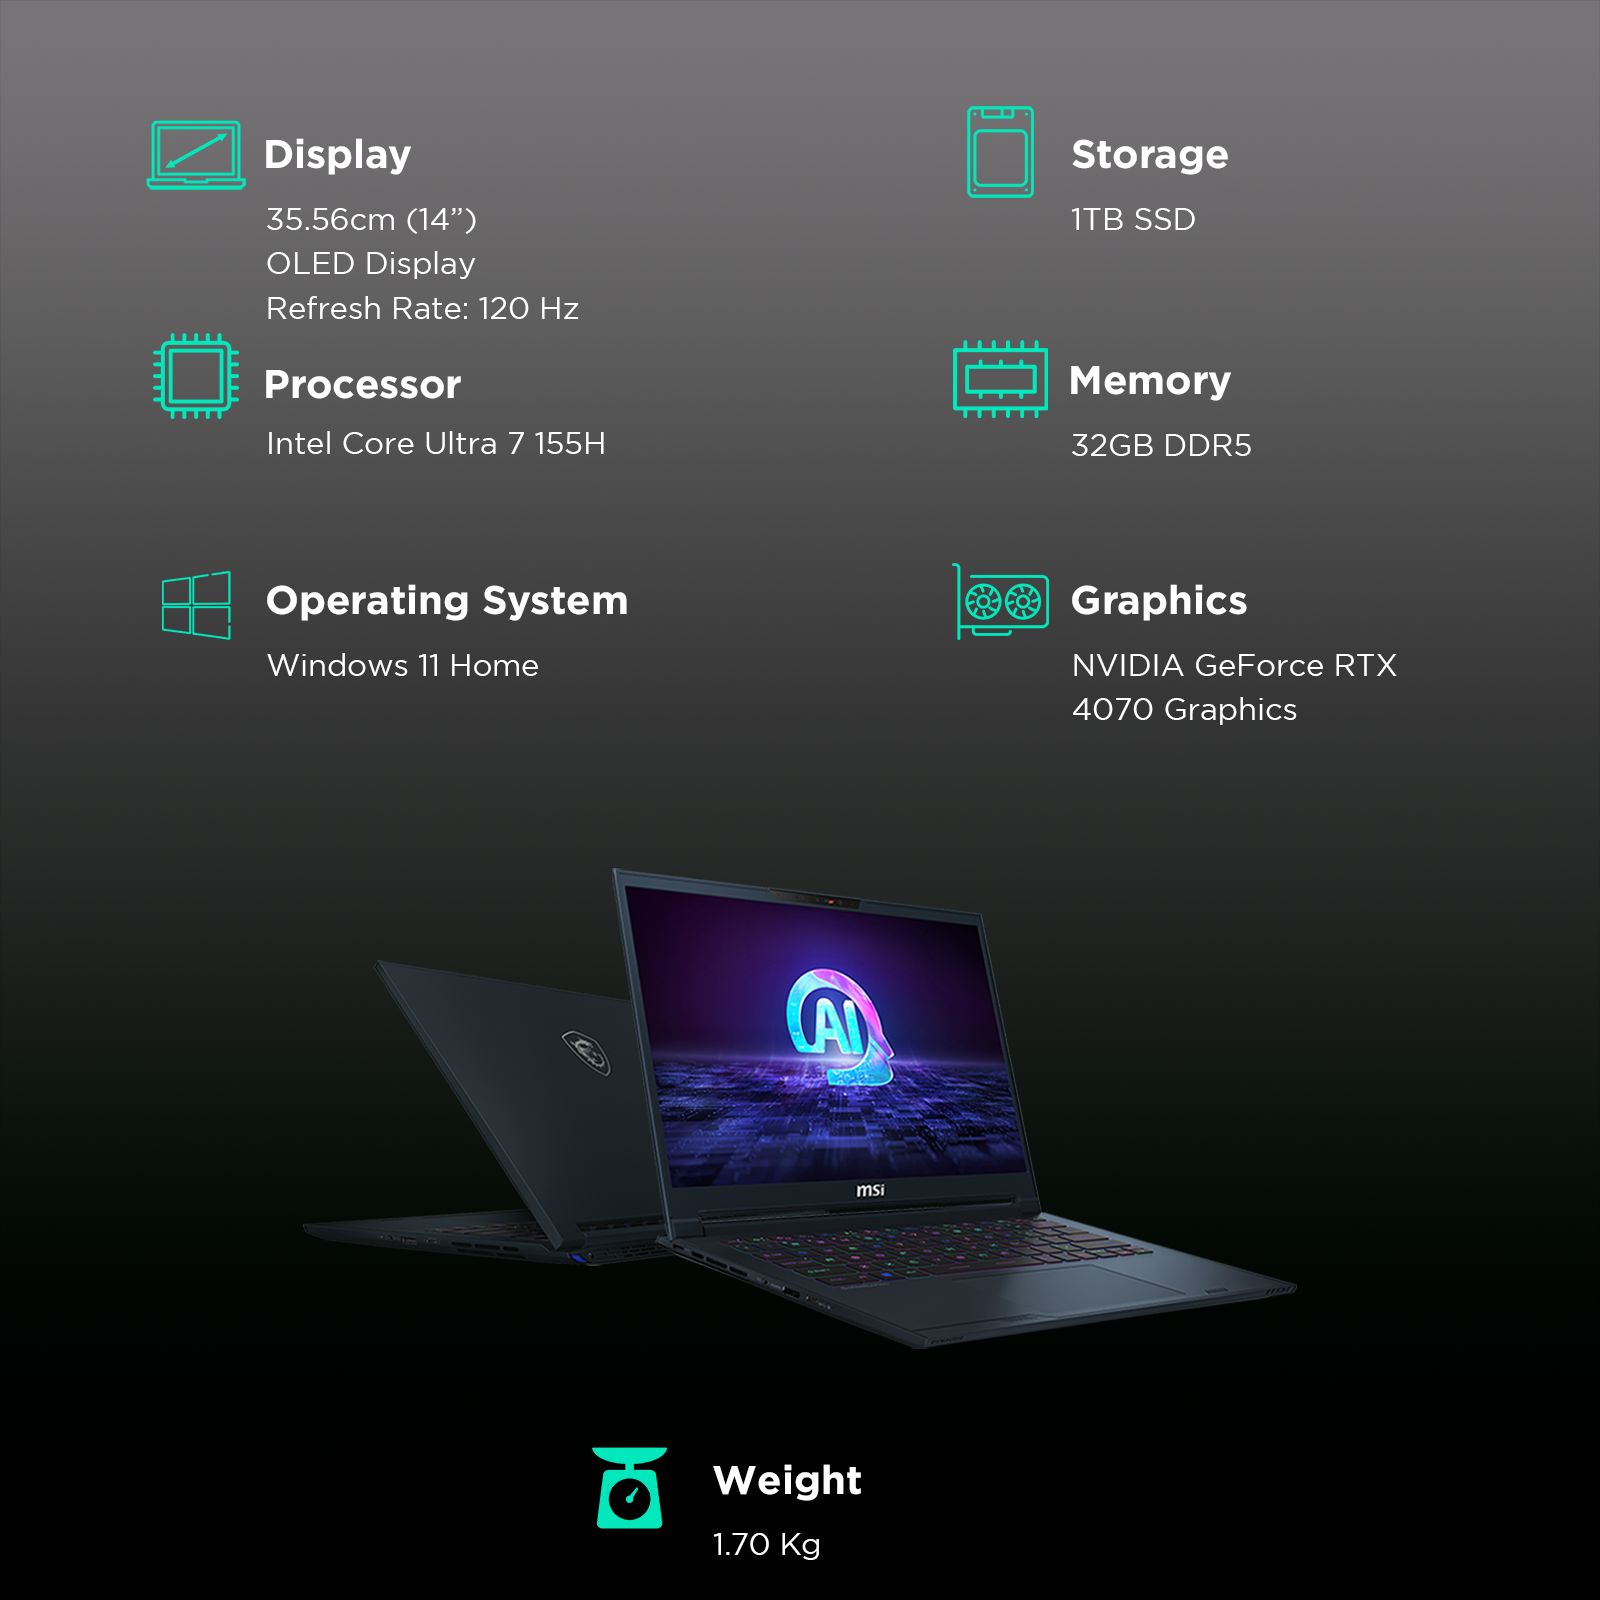 Display
35.56cm (14”)
OLED Display
Refresh Rate: 120 Hz
Storage
1TB SSD
Processor
Intel Core Ultra 7 155H
Memory
32GB DDR5
Operating System
Windows 11 Home
Graphics
NVIDIA GeForce RTX
4070 Graphics
AI
msi
Weight
1.70 Kg